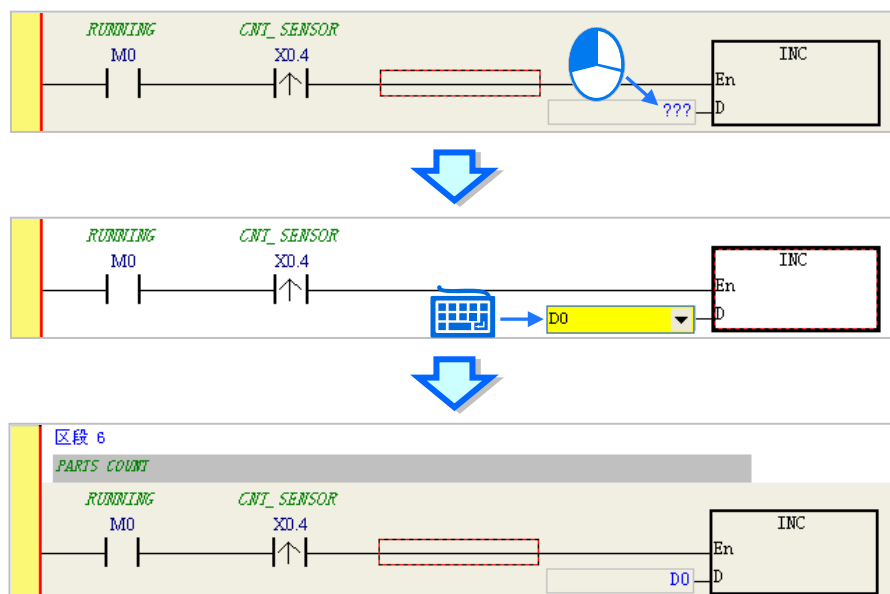 RUNNING CNT_SENSOR
M0 X0.4 INC
En
??? D
RUNNING CNT_SENSOR
M0 X0.4 INC
En
D0 D
区段 6
PARTS COUNT
RUNNING CNT_SENSOR
M0 X0.4 INC
En
D0 D